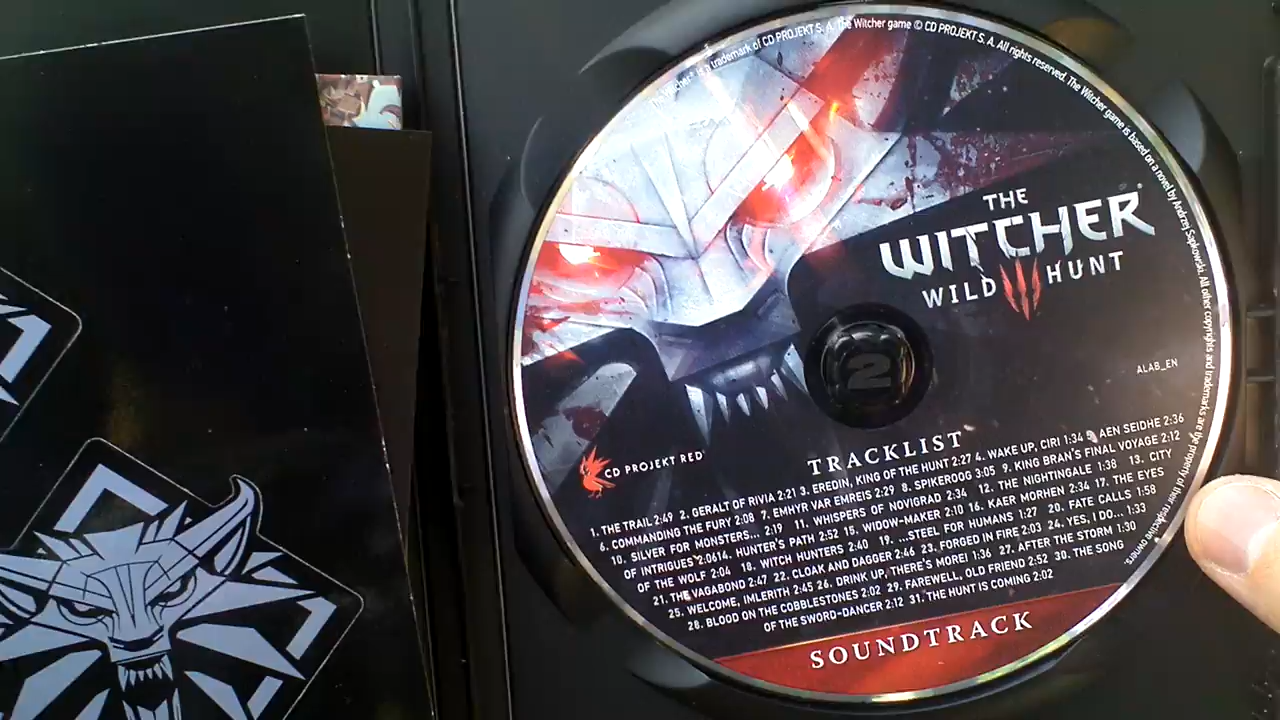 The Witcher® is a trademark of CD PROJEKT S. A. The Witcher game © CD PROJEKT S. A. All rights reserved. The Witcher game is based on a novel by Andrzej Sapkowski. All other copyrights and trademarks are the property of their respective owners.
THE
WITCHER
WILD III HUNT
2
ALAB_EN
CD PROJEKT RED
TRACKLIST
1. THE TRAIL 2:49 2. GERALT OF RIVIA 2:21 3. EREDIN, KING OF THE HUNT 2:27 4. WAKE UP, CIRI 1:34 AEN SEIDHE 2:36
6. COMMANDING THE FURY 2:08 7. EMHYR VAR EMREIS 2:29 8. SPIKEROOG 3:05 9. KING BRAN'S FINAL VOYAGE 2:12
10. SILVER FOR MONSTERS... 2:19 11. WHISPERS OF NOVIGRAD 2:34 12. THE NIGHTINGALE 1:38 13. CITY
OF INTRIGUES 2:0614. HUNTER'S PATH 2:52 15. WIDOW-MAKER 2:10 16. KAER MORHEN 2:34 17. THE EYES
OF THE WOLF 2:04 18. WITCH HUNTERS 2:40 19. ...STEEL FOR HUMANS 1:27 20. FATE CALLS 1:58
21. THE VAGABOND 2:47 22. CLOAK AND DAGGER 2:46 23. FORGED IN FIRE 2:03 24. YES, I DO... 1:33
25. WELCOME, IMLERITH 2:45 26. DRINK UP, THERE'S MORE! 1:36 27. AFTER THE STORM 1:30
28. BLOOD ON THE COBBLESTONES 2:02 29. FAREWELL, OLD FRIEND 2:52 30. THE SONG
OF THE SWORD-DANCER 2:12 31. THE HUNT IS COMING 2:02
SOUNDTRACK